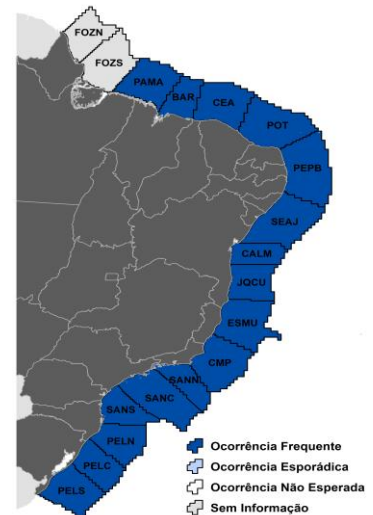 FOZN
FOZS
PAMA
BAR
CEA
POT
PEPB
SEAJ
CALM
JQCU
ESMU
CMP
SANN
SANC
SANS
PELN
PELC
PELS
Ocorrência Frequente
Ocorrência Esporádica
Ocorrência Não Esperada
Sem Informação